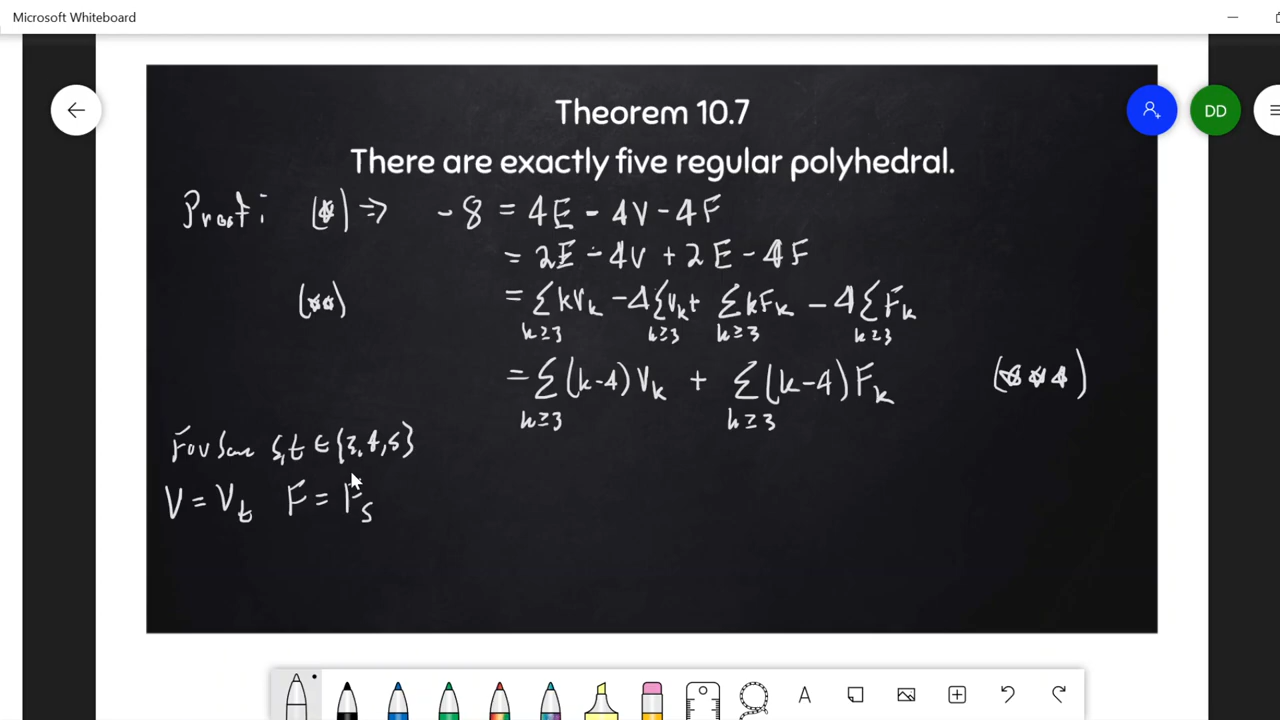 Microsoft Whiteboard
DD
Theorem 10.7
There are exactly five regular polyhedral.
Proof: (*) ⇒ -8 = 4E - 4V - 4F
= 2E - 4V + 2E - 4F
(**) = ∑_{k≥3} kV_k - 4∑_{k≥3} V_k + ∑_{k≥3} kF_k - 4∑_{k≥3} F_k
= ∑_{k≥3} (k-4)V_k + ∑_{k≥3} (k-4)F_k (***)
For some s,t ∈ {3,4,5}
V = V_t F = F_s
A